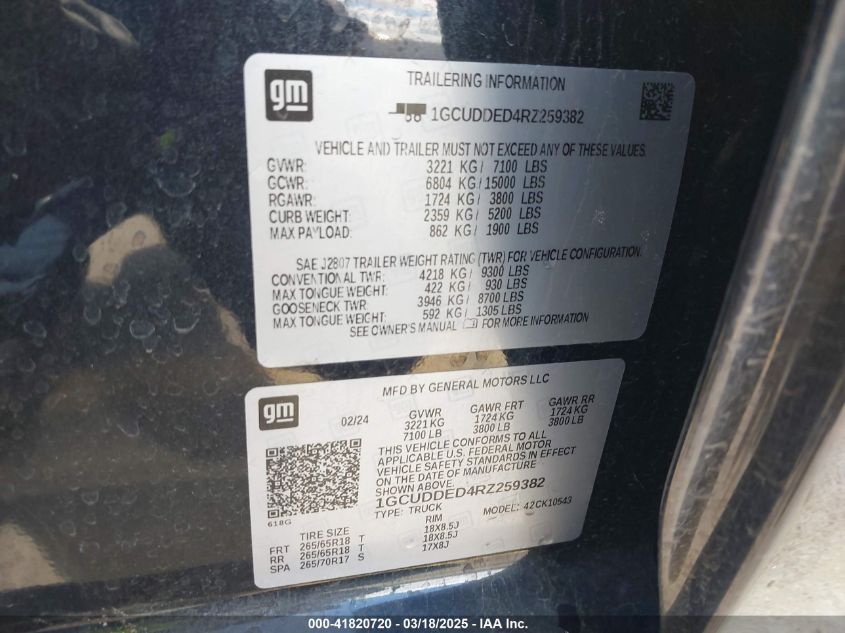 gm
TRAILERING INFORMATION
1GCUDDED4RZ259382
VEHICLE AND TRAILER MUST NOT EXCEED ANY OF THESE VALUES.
GVWR: 3221 KG / 7100 LBS
GCWR: 6804 KG / 15000 LBS
RGAWR: 1724 KG / 3800 LBS
CURB WEIGHT: 2359 KG / 5200 LBS
MAX PAYLOAD: 862 KG / 1900 LBS
SAE J2807 TRAILER WEIGHT RATING (TWR) FOR VEHICLE CONFIGURATION.
CONVENTIONAL TWR: 4218 KG / 9300 LBS
MAX TONGUE WEIGHT: 422 KG / 930 LBS
GOOSENECK TWR: 3946 KG / 8700 LBS
MAX TONGUE WEIGHT: 592 KG / 1305 LBS
SEE OWNER'S MANUAL FOR MORE INFORMATION
gm
MFD BY GENERAL MOTORS LLC
02/24 GVWR GAWR FRT GAWR RR
3221 KG 1724 KG 1724 KG
7100 LB 3800 LB 3800 LB
THIS VEHICLE CONFORMS TO ALL
APPLICABLE U.S. FEDERAL MOTOR
VEHICLE SAFETY STANDARDS IN EFFECT
ON THE DATE OF MANUFACTURE
SHOWN ABOVE.
1GCUDDED4RZ259382
618G TYPE: TRUCK MODEL: 42CK10543
TIRE SIZE RIM
FRT 265/65R18 T 18X8.5J
RR 265/65R18 T 18X8.5J
SPA 265/70R17 S 17X8J
000-41820720 - 03/18/2025 - IAA Inc.